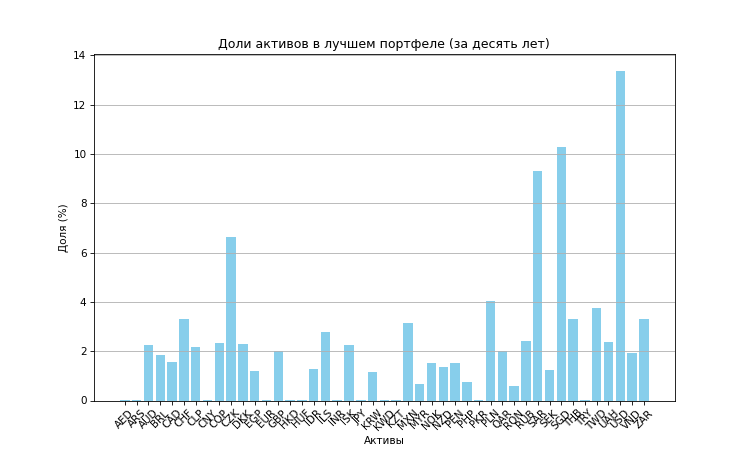 Доли активов в лучшем портфеле (за десять лет)
Доля (%)
14
12
10
8
6
4
2
0
AED
ARS
AUD
BRL
CAD
CHF
CLP
CNY
COP
CZK
DKK
EGP
EUR
GBP
HKD
HUF
IDR
ILS
INR
ISK
JPY
KRW
KWD
KZT
MXN
MYR
NOK
NZD
PEN
PHP
PKR
PLN
QAR
RON
RUB
SAR
SEK
SGD
THB
TRY
TWD
UAH
USD
VND
ZAR
Активы